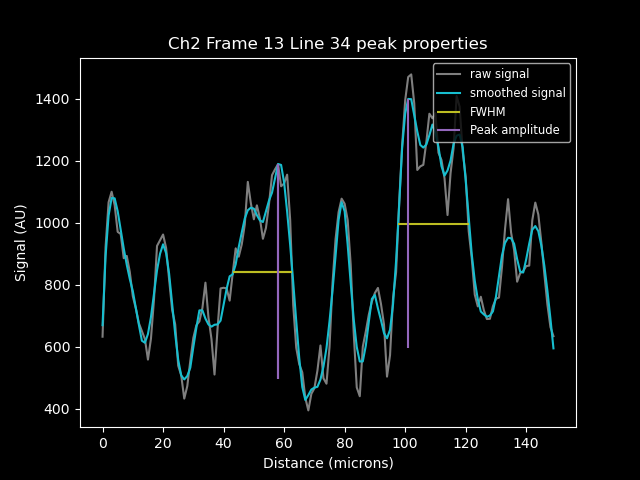 Ch2 Frame 13 Line 34 peak properties
raw signal
smoothed signal
FWHM
Peak amplitude
Signal (AU)
1400
1200
1000
800
600
400
0 20 40 60 80 100 120 140
Distance (microns)